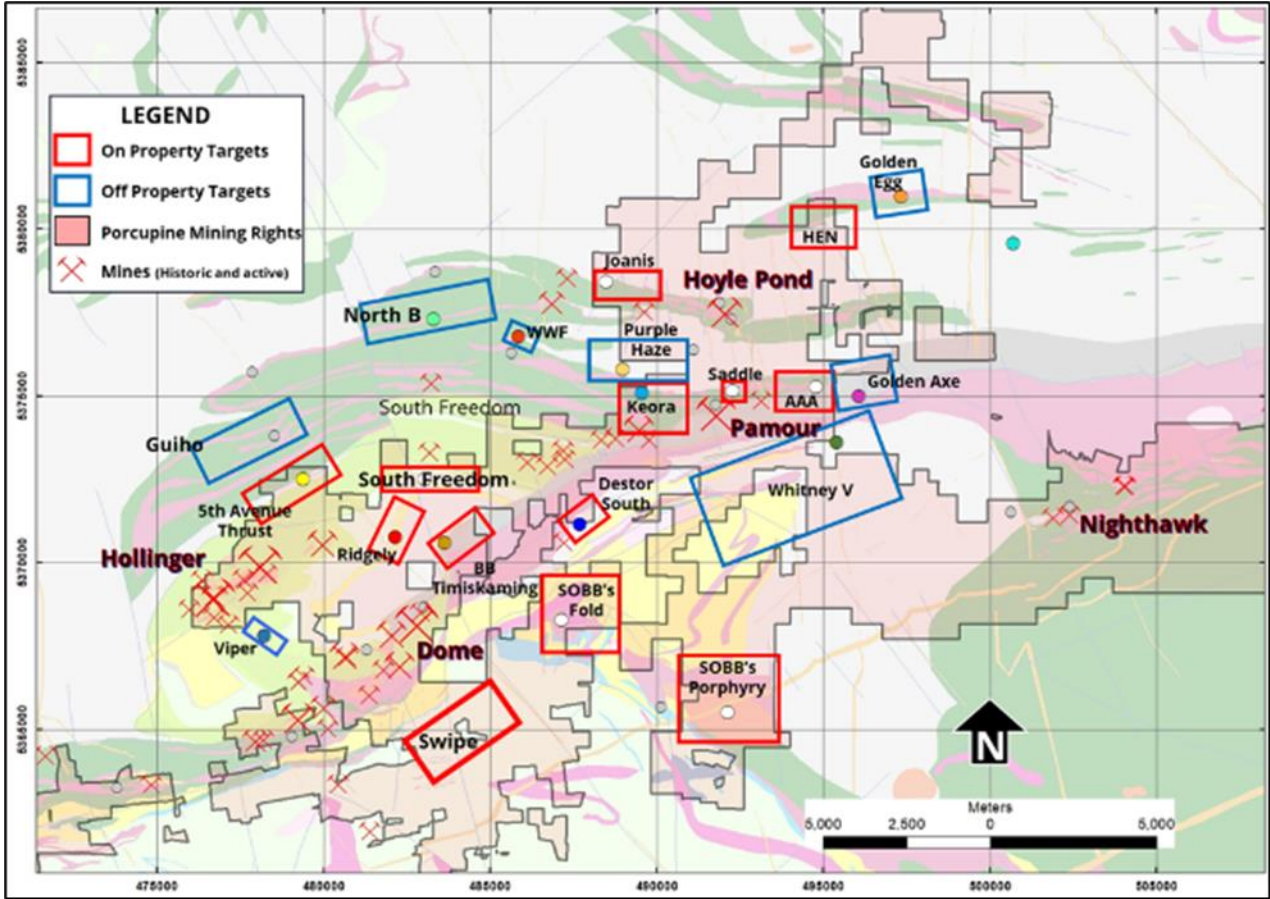 LEGEND
On Property Targets
Off Property Targets
Porcupine Mining Rights
Mines (Historic and active)
Golden
Egg
HEN
Joanis
Hoyle Pond
North B
WWF
Purple
Haze
Saddle
Golden Axe
South Freedom
Keora
AAA
Pamour
Guiho
South Freedom
Destor
South
Whitney V
5th Avenue
Thrust
Nighthawk
Hollinger
Ridgely
BB
Timiskaming
SOBB's
Fold
Viper
Dome
SOBB's
Porphyry
Swipe
N
Meters
5,000 2,500 0 5,000
475000 480000 485000 490000 495000 500000 505000
5385000
5380000
5375000
5370000
5365000